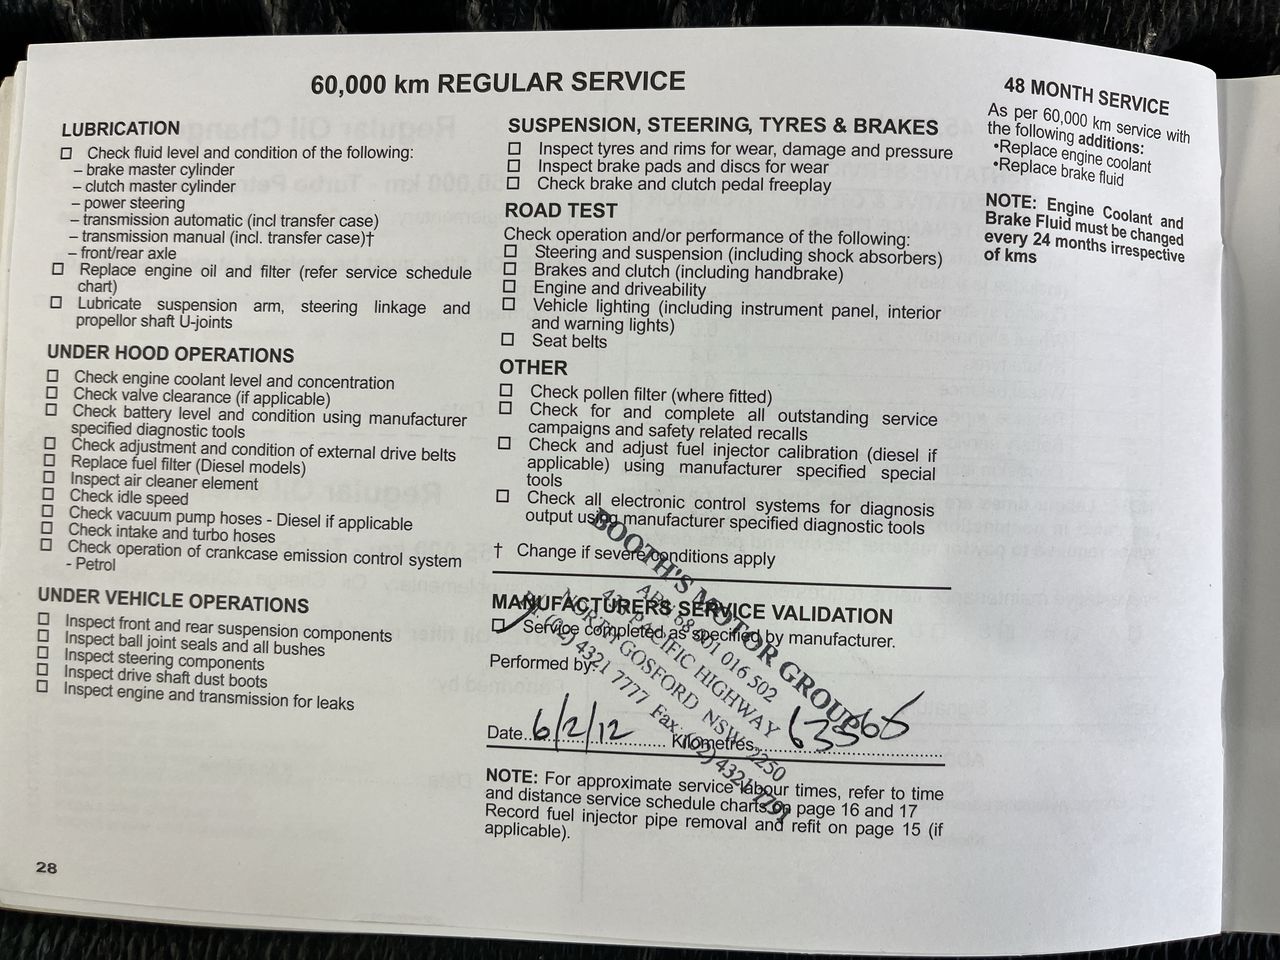 60,000 km REGULAR SERVICE
LUBRICATION
Check fluid level and condition of the following:
– brake master cylinder
– clutch master cylinder
– power steering
– transmission automatic (incl transfer case)
– transmission manual (incl. transfer case)†
– front/rear axle
Replace engine oil and filter (refer service schedule
chart)
Lubricate suspension arm, steering linkage and
propellor shaft U-joints
UNDER HOOD OPERATIONS
Check engine coolant level and concentration
Check valve clearance (if applicable)
Check battery level and condition using manufacturer
specified diagnostic tools
Check adjustment and condition of external drive belts
Replace fuel filter (Diesel models)
Inspect air cleaner element
Check idle speed
Check vacuum pump hoses - Diesel if applicable
Check intake and turbo hoses
Check operation of crankcase emission control system
- Petrol
UNDER VEHICLE OPERATIONS
Inspect front and rear suspension components
Inspect ball joint seals and all bushes
Inspect steering components
Inspect drive shaft dust boots
Inspect engine and transmission for leaks
28
SUSPENSION, STEERING, TYRES & BRAKES
Inspect tyres and rims for wear, damage and pressure
Inspect brake pads and discs for wear
Check brake and clutch pedal freeplay
ROAD TEST
Check operation and/or performance of the following:
Steering and suspension (including shock absorbers)
Brakes and clutch (including handbrake)
Engine and driveability
Vehicle lighting (including instrument panel, interior
and warning lights)
Seat belts
OTHER
Check pollen filter (where fitted)
Check for and complete all outstanding service
campaigns and safety related recalls
Check and adjust fuel injector calibration (diesel if
applicable) using manufacturer specified special
tools
Check all electronic control systems for diagnosis
output using manufacturer specified diagnostic tools
† Change if severe conditions apply
MANUFACTURERS SERVICE VALIDATION
Service completed as specified by manufacturer.
Performed by:
Date 6/2/12 Kilometres
BOOTH'S MOTOR GROUP
ABN 68 001 016 502
PACIFIC HIGHWAY
NORTH GOSFORD NSW 2250
Ph: (02) 4321 7777 Fax: (02) 4321
NOTE: For approximate service labour times, refer to time
and distance service schedule charts on page 16 and 17
Record fuel injector pipe removal and refit on page 15 (if
applicable).
48 MONTH SERVICE
As per 60,000 km service with
the following additions:
•Replace engine coolant
•Replace brake fluid
NOTE: Engine Coolant and
Brake Fluid must be changed
every 24 months irrespective
of kms